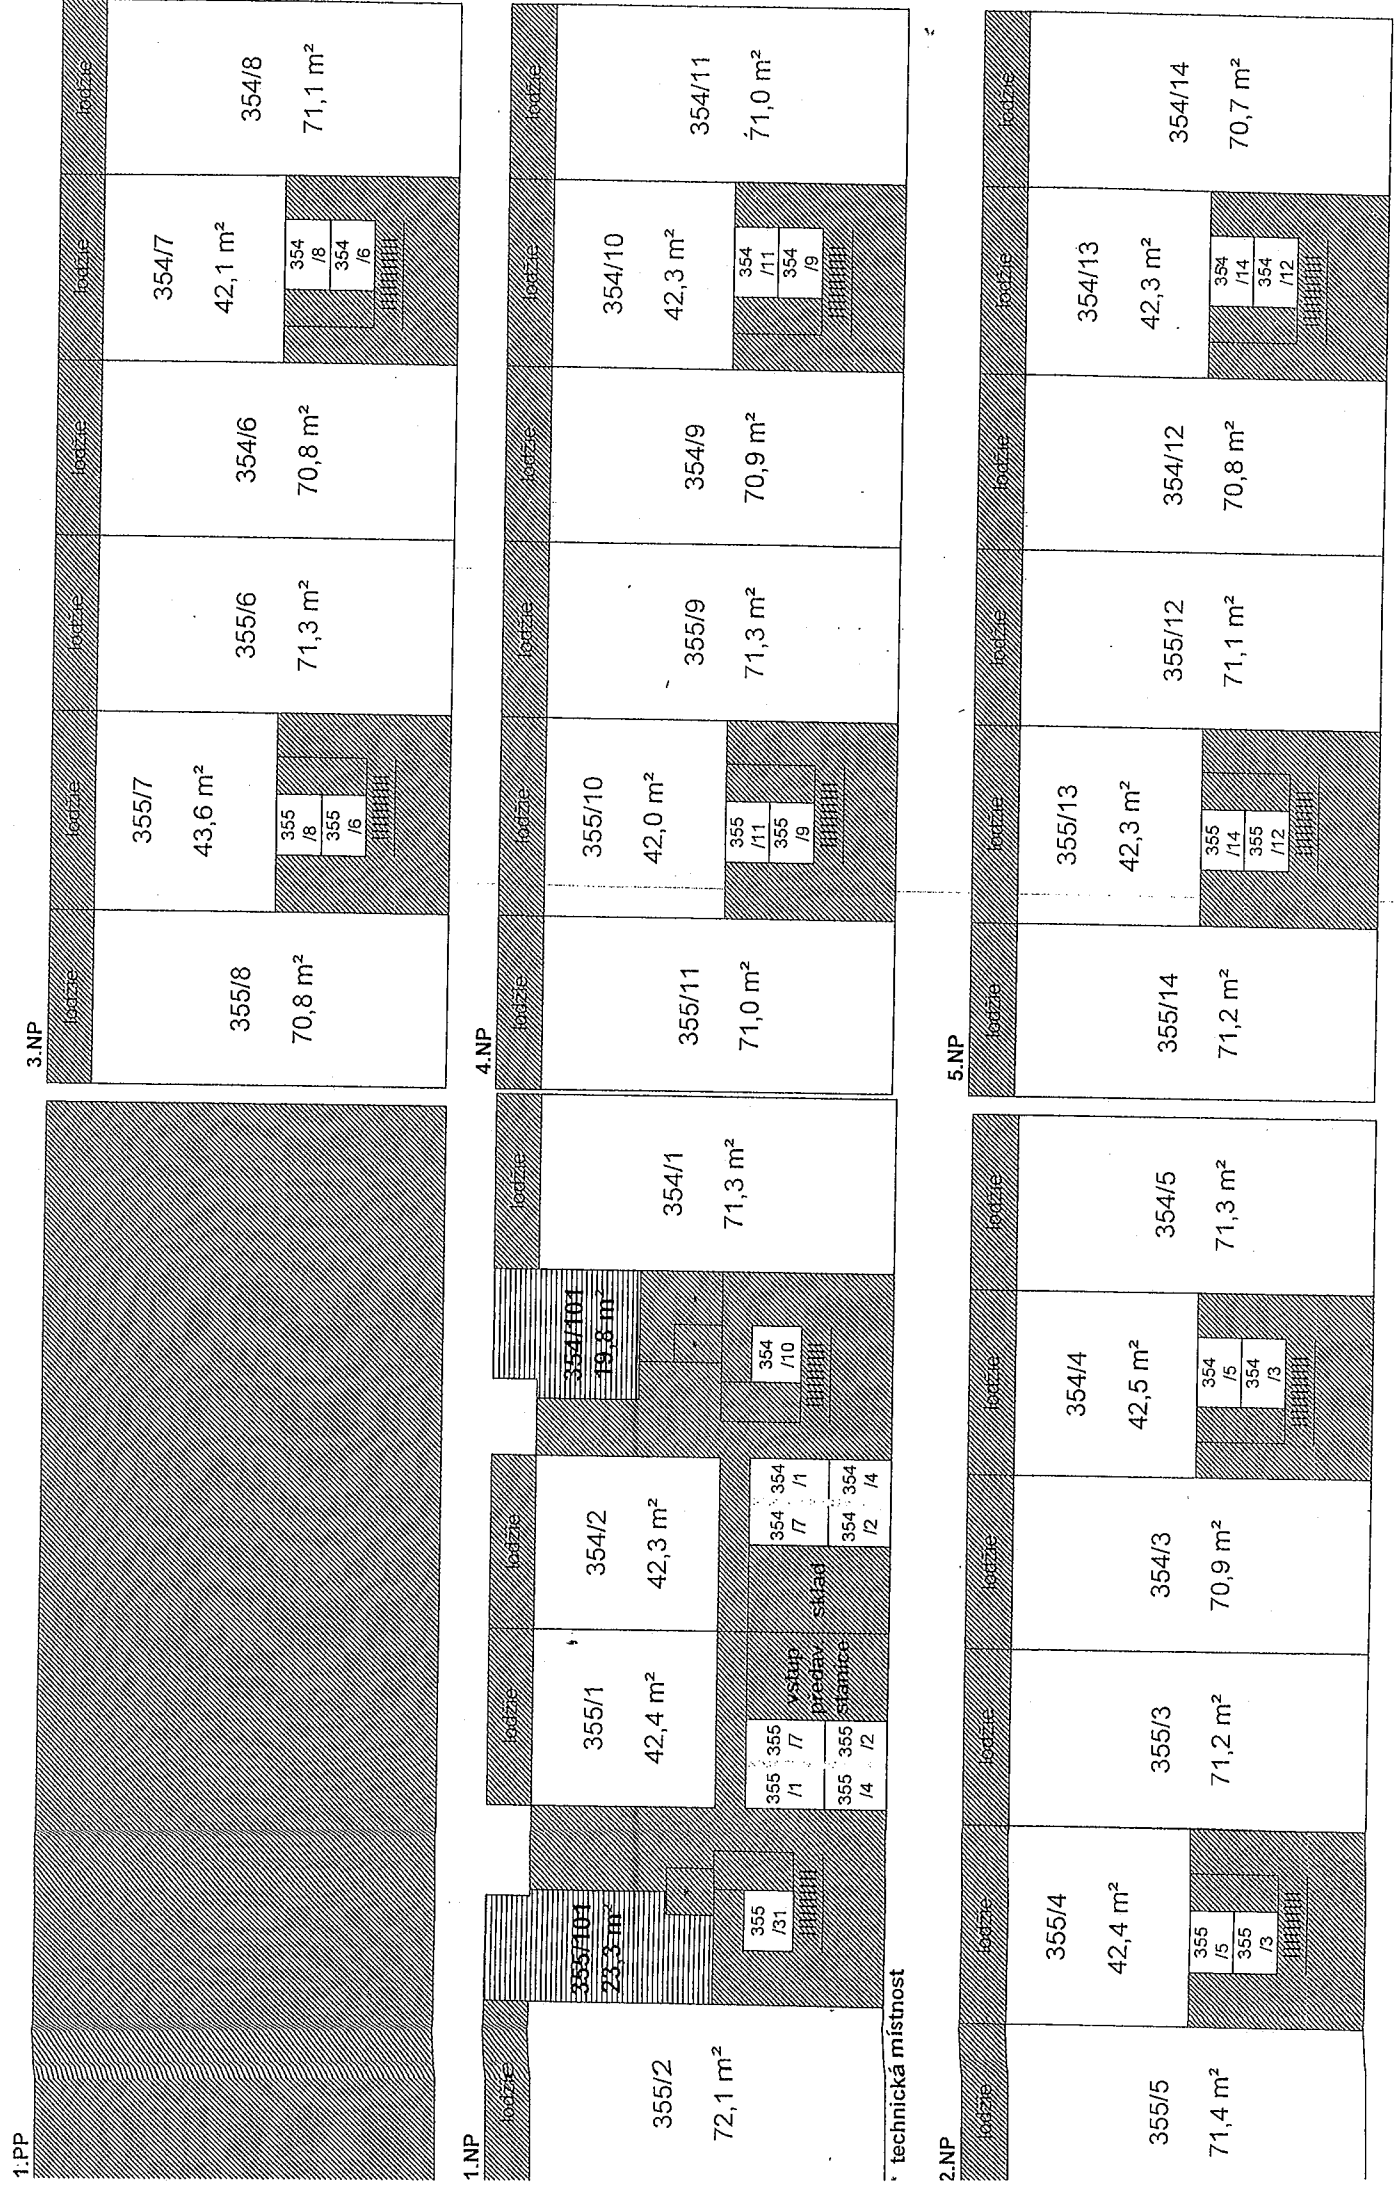 1.PP
3.NP
lodžie
lodžie
lodžie
lodžie
lodžie
lodžie
355/8
70,8 m²
355/7
43,6 m²
355
/8
355
/6
355/6
71,3 m²
354/6
70,8 m²
354/7
42,1 m²
354
/8
354
/6
354/8
71,1 m²
1.NP
lodžie
lodžie
lodžie
lodžie
355/2
72,1 m²
355/101
23,3 m²
355
/31
355/1
42,4 m²
355
/1
355
/7
355
/4
355
/2
vstup
předav.
stanice
sklad
354/2
42,3 m²
354
/7
354
/1
354
/2
354
/4
354/101
19,8 m²
354
/10
354/1
71,3 m²
* technická místnost
4.NP
lodžie
lodžie
lodžie
lodžie
lodžie
lodžie
355/11
71,0 m²
355/10
42,0 m²
355
/11
355
/9
355/9
71,3 m²
354/9
70,9 m²
354/10
42,3 m²
354
/11
354
/9
354/11
71,0 m²
2.NP
lodžie
lodžie
lodžie
lodžie
lodžie
lodžie
355/5
71,4 m²
355/4
42,4 m²
355
/5
355
/3
355/3
71,2 m²
354/3
70,9 m²
354/4
42,5 m²
354
/5
354
/3
354/5
71,3 m²
5.NP
lodžie
lodžie
lodžie
lodžie
lodžie
lodžie
355/14
71,2 m²
355/13
42,3 m²
355
/14
355
/12
355/12
71,1 m²
354/12
70,8 m²
354/13
42,3 m²
354
/14
354
/12
354/14
70,7 m²